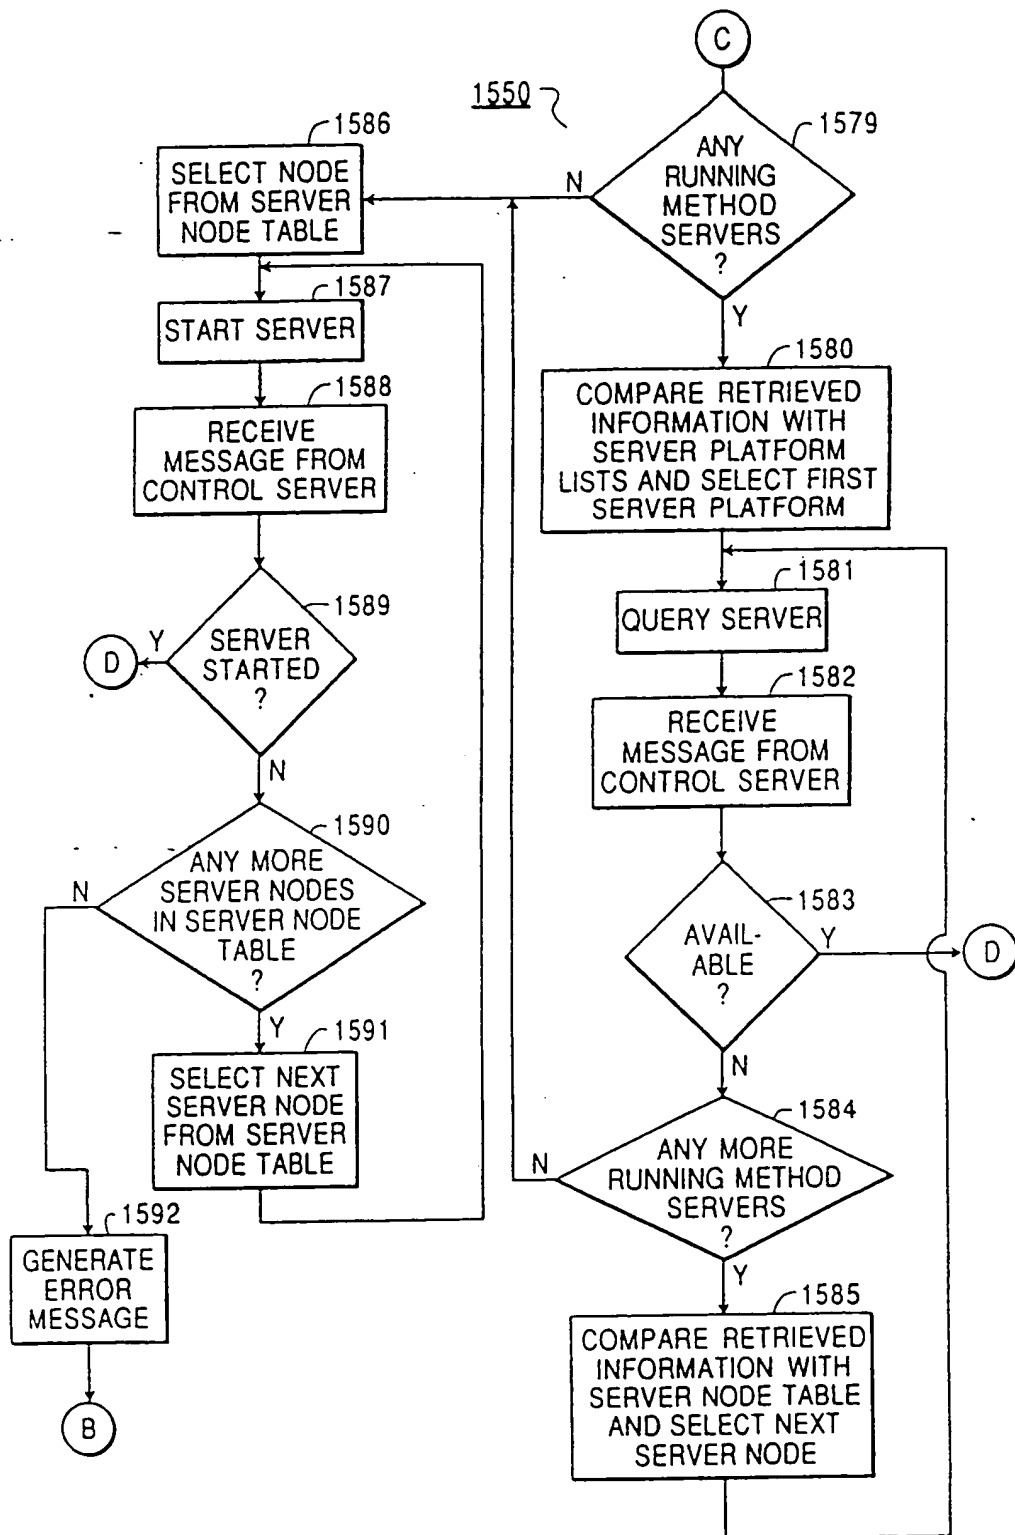 C
1550
1579
ANY
RUNNING
METHOD
SERVERS
?
N
Y
1586
SELECT NODE
FROM SERVER
NODE TABLE
1587
START SERVER
1588
RECEIVE
MESSAGE FROM
CONTROL SERVER
1589
SERVER
STARTED
?
Y
D
N
1590
ANY MORE
SERVER NODES
IN SERVER NODE
TABLE
?
N
Y
1591
SELECT NEXT
SERVER NODE
FROM SERVER
NODE TABLE
1592
GENERATE
ERROR
MESSAGE
B
1580
COMPARE RETRIEVED
INFORMATION WITH
SERVER PLATFORM
LISTS AND SELECT FIRST
SERVER PLATFORM
1581
QUERY SERVER
1582
RECEIVE
MESSAGE FROM
CONTROL SERVER
1583
AVAIL-
ABLE
?
Y
D
N
1584
ANY MORE
RUNNING METHOD
SERVERS
?
N
Y
1585
COMPARE RETRIEVED
INFORMATION WITH
SERVER NODE TABLE
AND SELECT NEXT
SERVER NODE